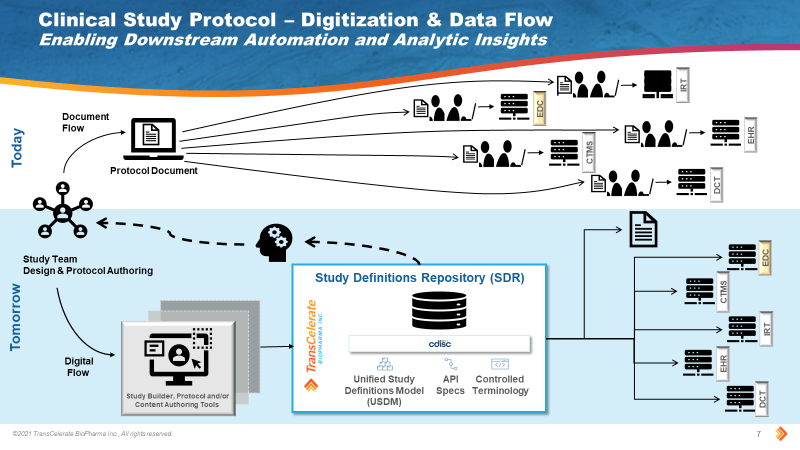 Clinical Study Protocol – Digitization & Data Flow
Enabling Downstream Automation and Analytic Insights
Today
Document
Flow
Protocol Document
IRT
EDC
EHR
CTMS
DCT
Study Team
Design & Protocol Authoring
Tomorrow
Digital
Flow
Study Builder, Protocol and/or
Content Authoring Tools
Study Definitions Repository (SDR)
TransCelerate
BIOPHARMA INC.
cdisc
Unified Study
Definitions Model
(USDM)
API
Specs
Controlled
Terminology
EDC
CTMS
IRT
EHR
DCT
©2021 TransCelerate BioPharma Inc., All rights reserved.
7